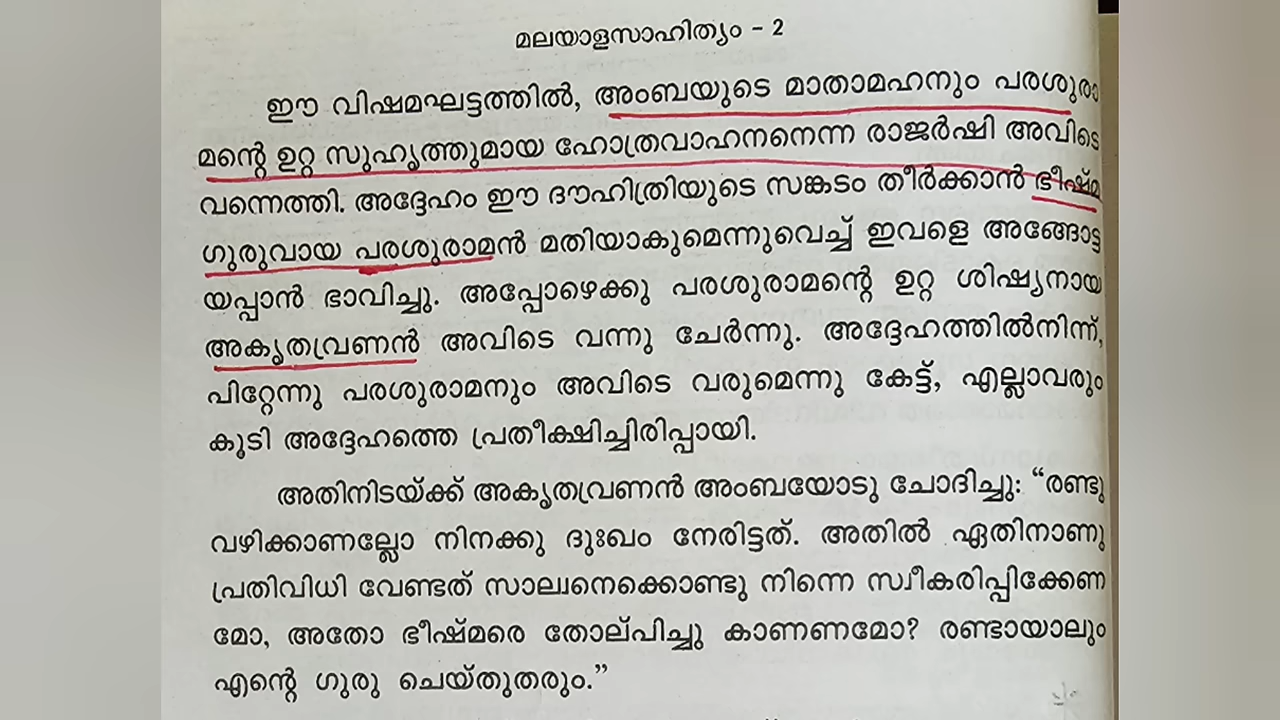 മലയാളസാഹിത്യം – 2
ഈ വിഷമഘട്ടത്തിൽ, അംബയുടെ മാതാമഹനും പരശുരാ
മന്റെ ഉറ്റ സുഹൃത്തുമായ ഹോത്രവാഹനനെന്ന രാജർഷി അവിടെ
വന്നെത്തി. അദ്ദേഹം ഈ ദൗഹിത്രിയുടെ സങ്കടം തീർക്കാൻ ഭീഷ്മ
ഗുരുവായ പരശുരാമൻ മതിയാകുമെന്നുവെച്ച് ഇവളെ അങ്ങോട്ട
യപ്പാൻ ഭാവിച്ചു. അപ്പോഴെക്കു പരശുരാമന്റെ ഉറ്റ ശിഷ്യനായ
അകൃതവ്രണൻ അവിടെ വന്നു ചേർന്നു. അദ്ദേഹത്തിൽനിന്ന്,
പിറ്റേന്നു പരശുരാമനും അവിടെ വരുമെന്നു കേട്ട്, എല്ലാവരും
കൂടി അദ്ദേഹത്തെ പ്രതീക്ഷിച്ചിരിപ്പായി.
അതിനിടയ്ക്ക് അകൃതവ്രണൻ അംബയോടു ചോദിച്ചു: “രണ്ടു
വഴിക്കാണല്ലോ നിനക്കു ദുഃഖം നേരിട്ടത്. അതിൽ ഏതിനാണു
പ്രതിവിധി വേണ്ടത് സാല്വനെക്കൊണ്ടു നിന്നെ സ്വീകരിപ്പിക്കേണ
മോ, അതോ ഭീഷ്മരെ തോല്പിച്ചു കാണണമോ? രണ്ടായാലും
എന്റെ ഗുരു ചെയ്തുതരും.”